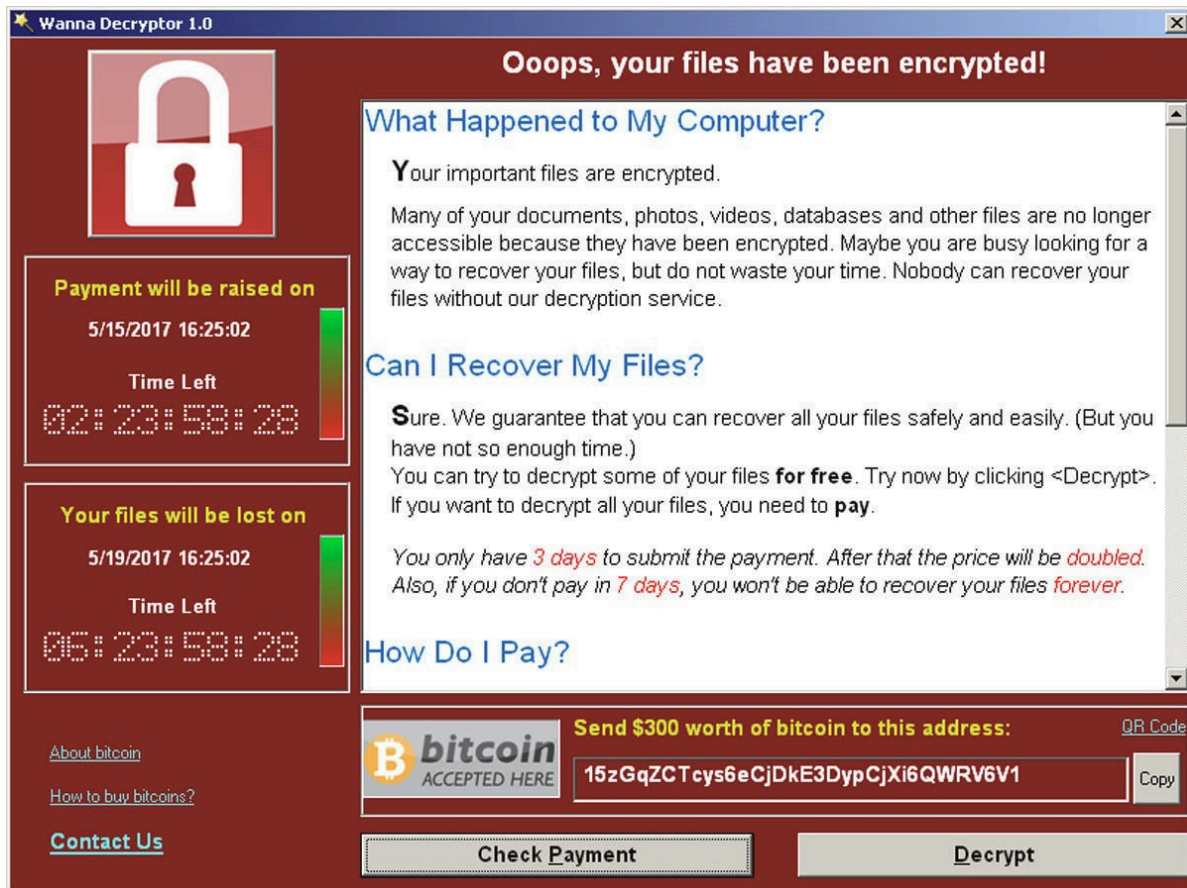 Wanna Decryptor 1.0
Ooops, your files have been encrypted!
Payment will be raised on
5/15/2017 16:25:02
Time Left
02:23:58:28
Your files will be lost on
5/19/2017 16:25:02
Time Left
06:23:58:28
About bitcoin
How to buy bitcoins?
Contact Us
What Happened to My Computer?
Your important files are encrypted.
Many of your documents, photos, videos, databases and other files are no longer
accessible because they have been encrypted. Maybe you are busy looking for a
way to recover your files, but do not waste your time. Nobody can recover your
files without our decryption service.
Can I Recover My Files?
Sure. We guarantee that you can recover all your files safely and easily. (But you
have not so enough time.)
You can try to decrypt some of your files for free. Try now by clicking <Decrypt>.
If you want to decrypt all your files, you need to pay.
You only have 3 days to submit the payment. After that the price will be doubled.
Also, if you don't pay in 7 days, you won't be able to recover your files forever.
How Do I Pay?
bitcoin
ACCEPTED HERE
Send $300 worth of bitcoin to this address:
QR Code
15zGqZCTcys6eCjDkE3DypCjXi6QWRV6V1
Copy
Check Payment
Decrypt